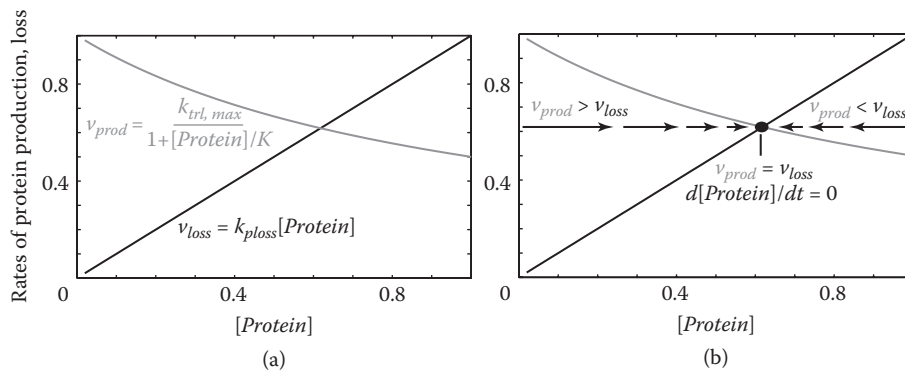 Rates of protein production, loss
0.8
0.4
0
0.4
0.8
[Protein]
v_prod = k_trl, max / 1+[Protein]/K
v_loss = k_ploss[Protein]
(a)
0.8
0.4
0
0.4
0.8
[Protein]
v_prod > v_loss
v_prod < v_loss
v_prod = v_loss
d[Protein]/dt = 0
(b)